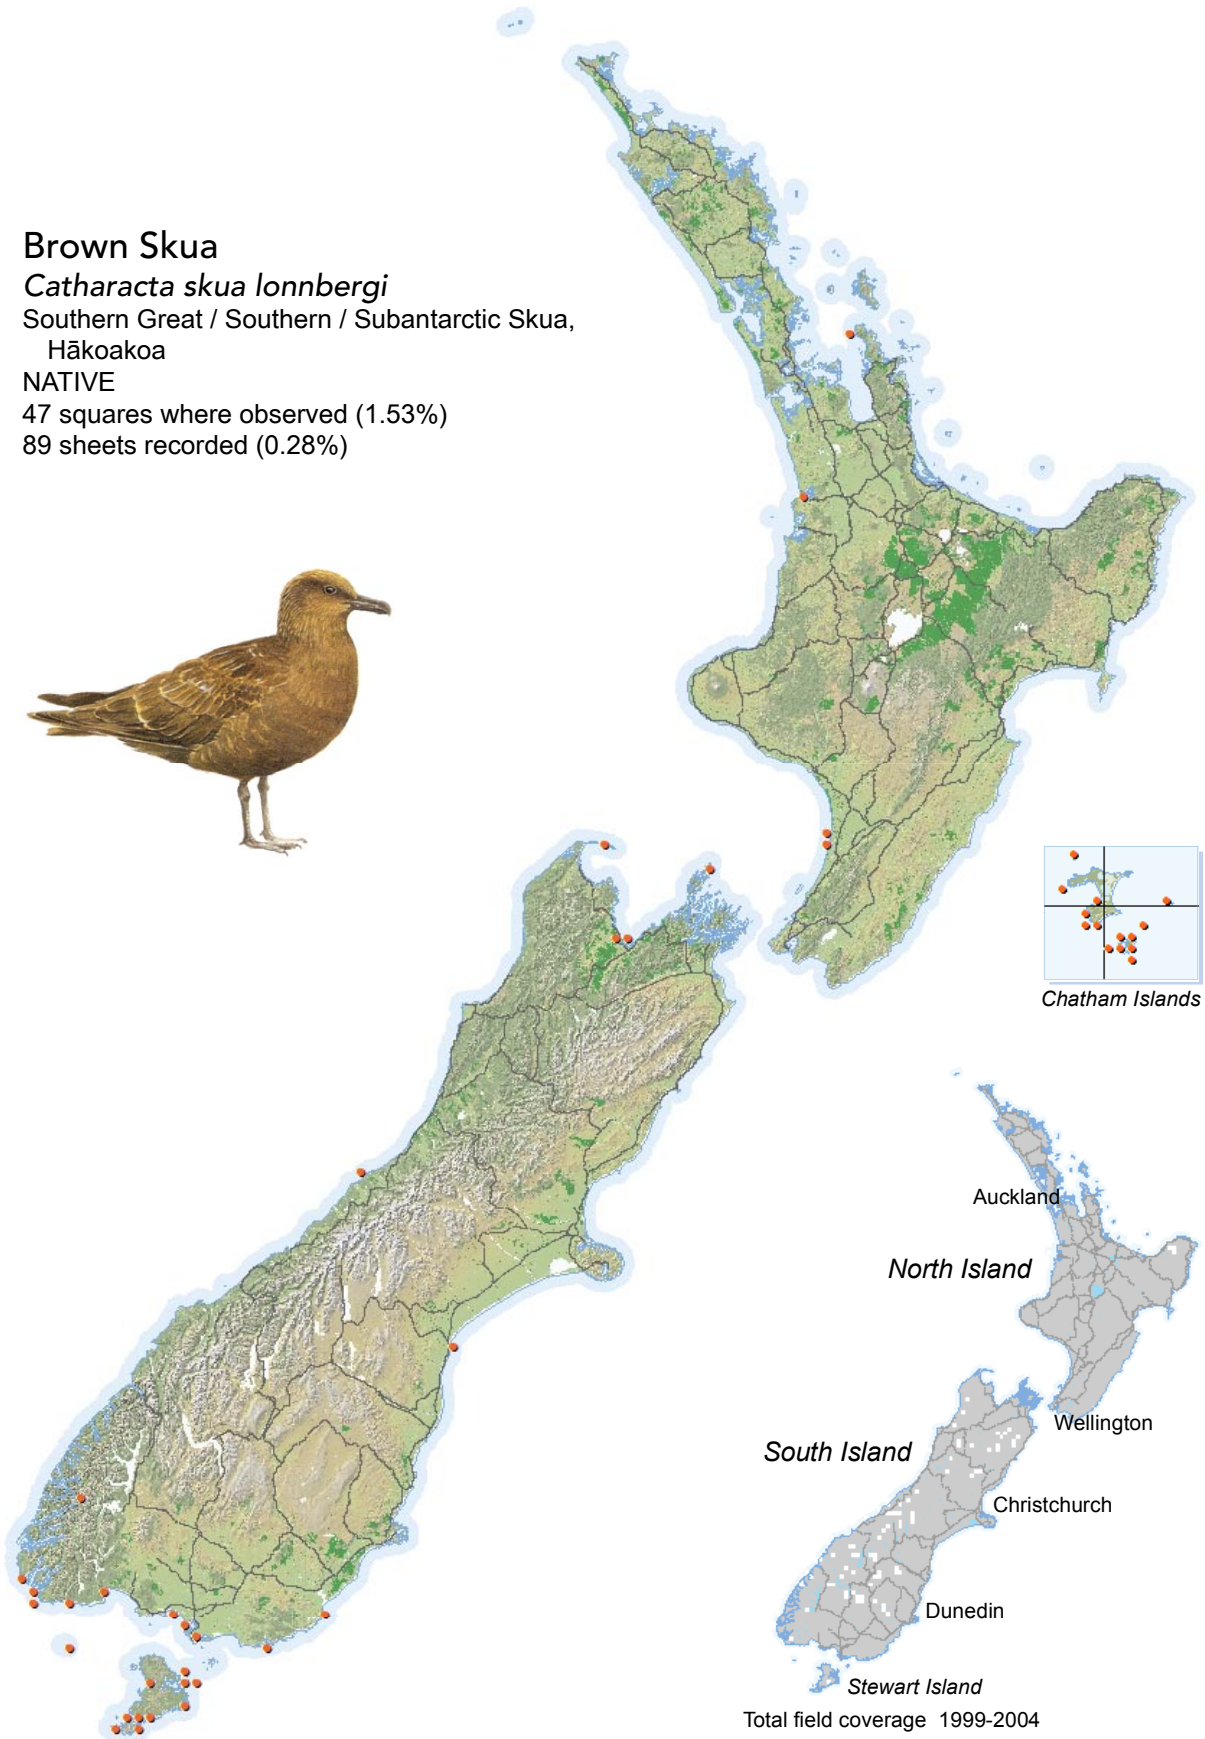 Brown Skua
Catharacta skua lonnbergi
Southern Great / Southern / Subantarctic Skua,
Hākoakoa
NATIVE
47 squares where observed (1.53%)
89 sheets recorded (0.28%)
Chatham Islands
Auckland
North Island
Wellington
South Island
Christchurch
Dunedin
Stewart Island
Total field coverage 1999-2004